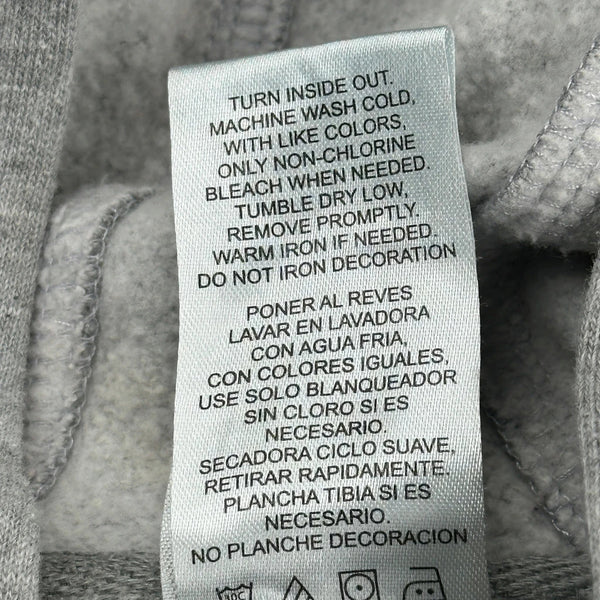 TURN INSIDE OUT.
MACHINE WASH COLD,
WITH LIKE COLORS,
ONLY NON-CHLORINE
BLEACH WHEN NEEDED.
TUMBLE DRY LOW,
REMOVE PROMPTLY.
WARM IRON IF NEEDED.
DO NOT IRON DECORATION
PONER AL REVES
LAVAR EN LAVADORA
CON AGUA FRIA,
CON COLORES IGUALES,
USE SOLO BLANQUEADOR
SIN CLORO SI ES
NECESARIO.
SECADORA CICLO SUAVE,
RETIRAR RAPIDAMENTE.
PLANCHA TIBIA SI ES
NECESARIO.
NO PLANCHE DECORACION